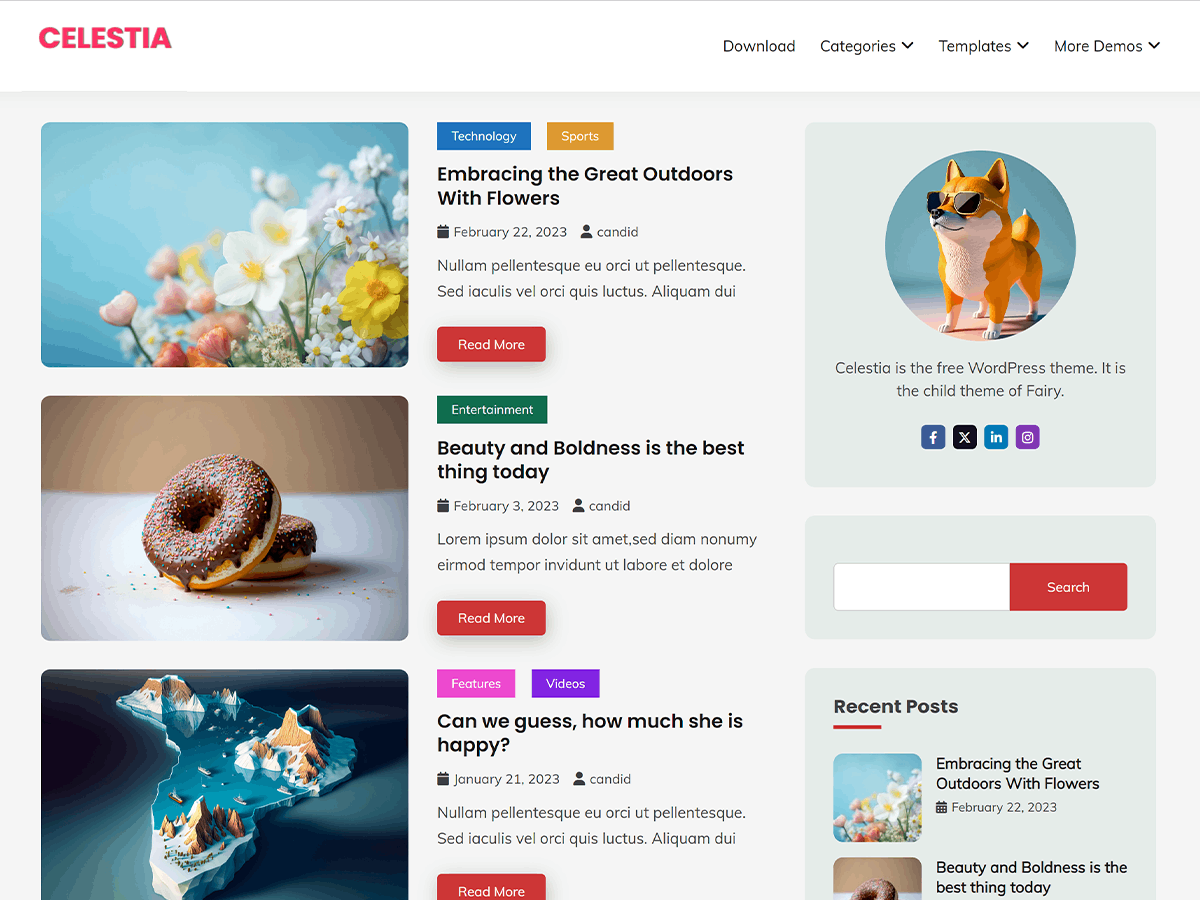 CELESTIA
Download Categories Templates More Demos
Technology Sports
Embracing the Great Outdoors
With Flowers
February 22, 2023 candid
Nullam pellentesque eu orci ut pellentesque.
Sed iaculis vel orci quis luctus. Aliquam dui
Read More
Entertainment
Beauty and Boldness is the best
thing today
February 3, 2023 candid
Lorem ipsum dolor sit amet,sed diam nonumy
eirmod tempor invidunt ut labore et dolore
Read More
Features Videos
Can we guess, how much she is
happy?
January 21, 2023 candid
Nullam pellentesque eu orci ut pellentesque.
Sed iaculis vel orci quis luctus. Aliquam dui
Read More
Celestia is the free WordPress theme. It is
the child theme of Fairy.
Search
Recent Posts
Embracing the Great
Outdoors With Flowers
February 22, 2023
Beauty and Boldness is the
best thing today